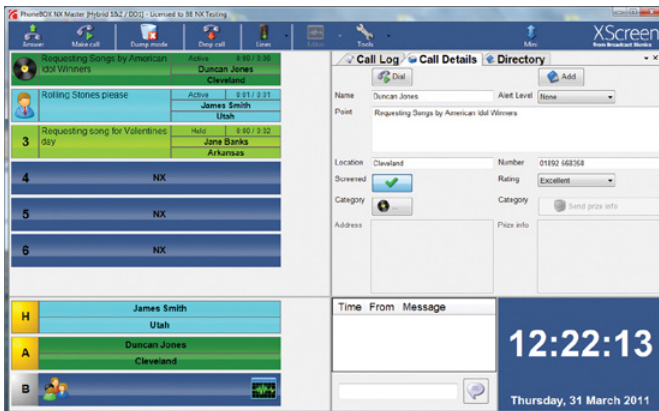 PhoneBOX NX Master [Hybrid 1&2 / DD1] - Licensed to BB NX Testing
Answer
Make call
Dump mode
Drop call
Lines
Editor
Tools
Mini
XScreen
from Broadcast Bionics
Requesting Songs by American Idol Winners
Active
0:00 / 0:30
Duncan Jones
Cleveland
Rolling Stones please
Active
0:01 / 0:31
James Smith
Utah
3
Requesting song for Valentines day
Held
0:00 / 0:32
Jane Banks
Arkansas
4
NX
5
NX
6
NX
Call Log
Call Details
Directory
Dial
Add
Name
Duncan Jones
Alert Level
None
Point
Requesting Songs by American Idol Winners
Location
Cleveland
Number
01892 668368
Screened
Rating
Excellent
Category
...
Category
Send prize info
Address
Prize info
H
James Smith
Utah
A
Duncan Jones
Cleveland
B
Time From Message
12:22:13
Thursday, 31 March 2011